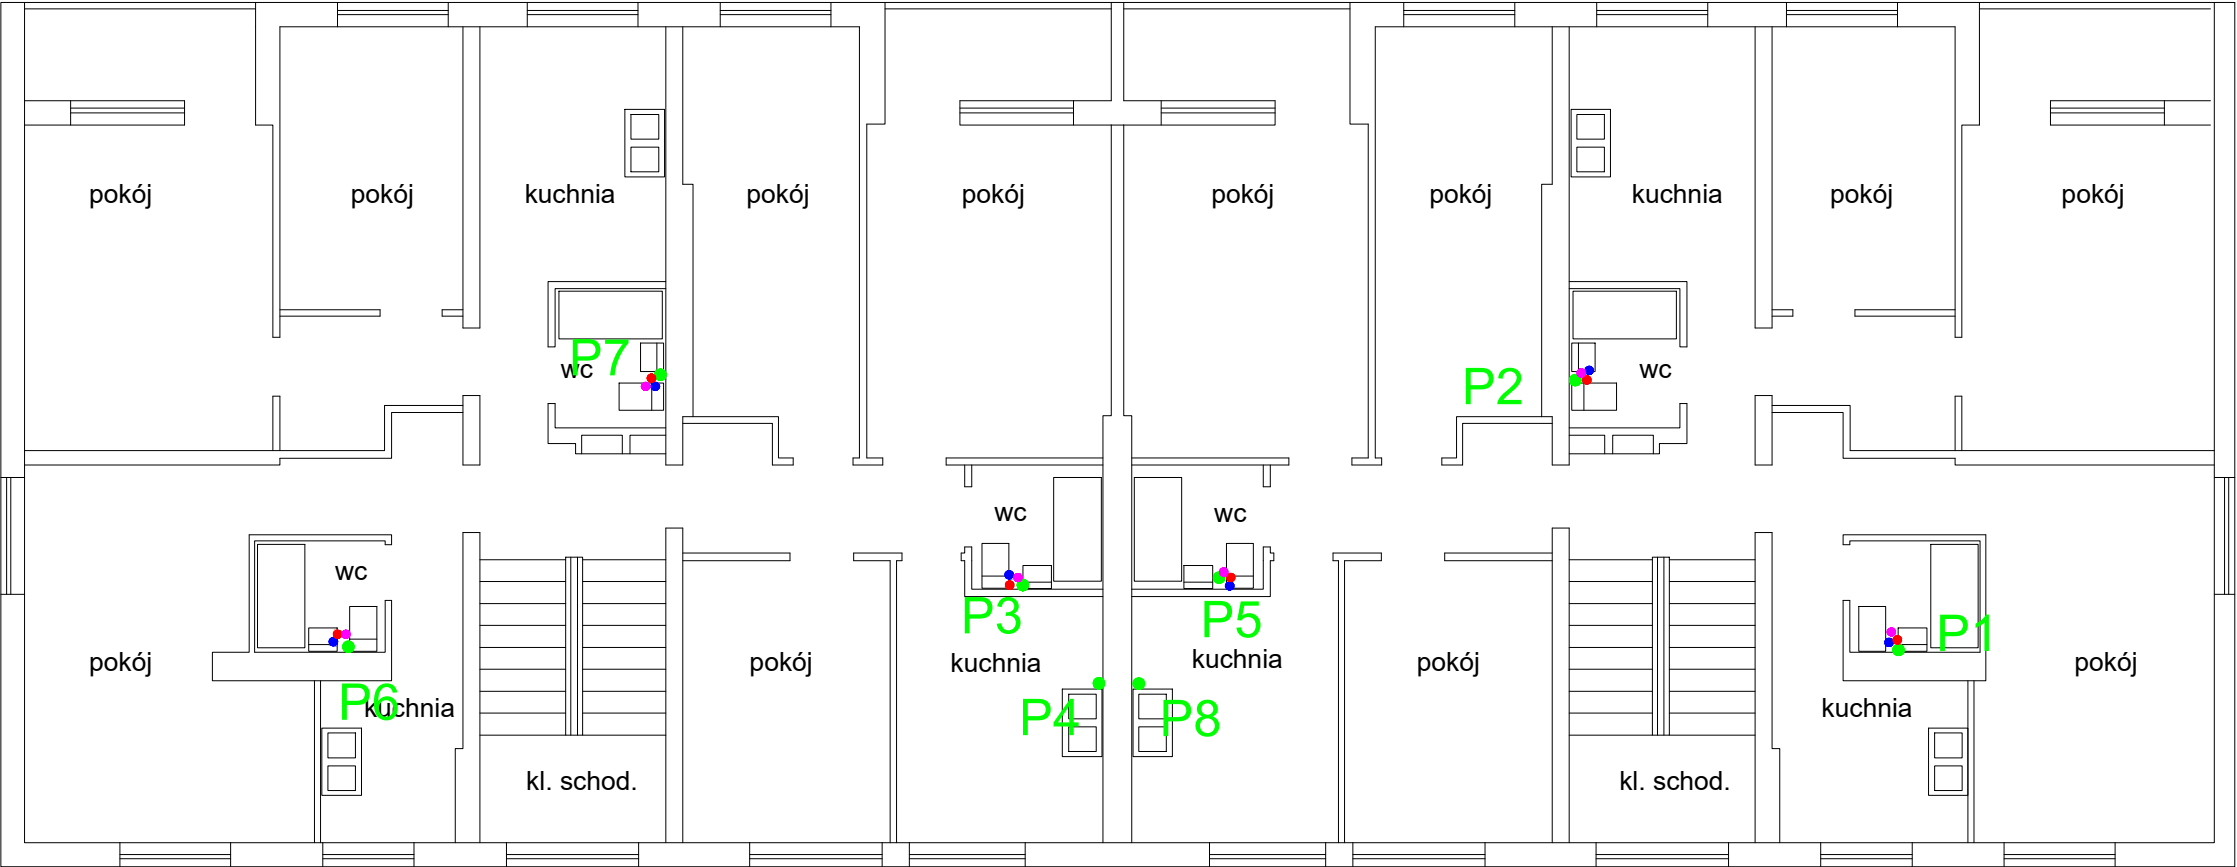 pokój
pokój
kuchnia
pokój
pokój
pokój
pokój
kuchnia
pokój
pokój
P7
wc
P2
wc
wc
wc
wc
P3
P5
P1
pokój
P6
kuchnia
pokój
kuchnia
kuchnia
pokój
pokój
P4
P8
kuchnia
kl. schod.
kl. schod.